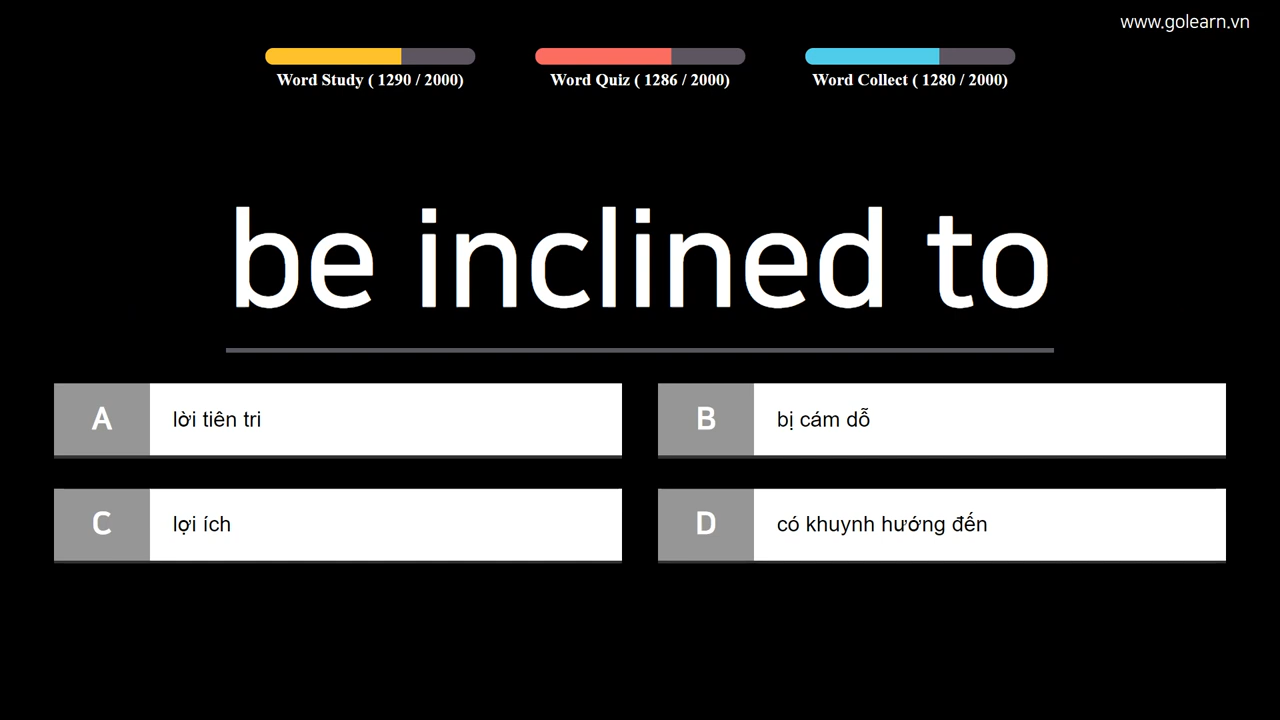 www.golearn.vn
Word Study ( 1290 / 2000)
Word Quiz ( 1286 / 2000)
Word Collect ( 1280 / 2000)
be inclined to
A lời tiên tri
B bị cám dỗ
C lợi ích
D có khuynh hướng đến